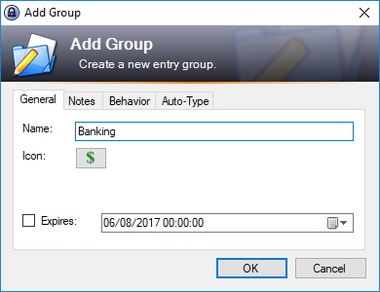 Add Group
Add Group
Create a new entry group.
General Notes Behavior Auto-Type
Name: Banking
Icon: $
Expires: 06/08/2017 00:00:00
OK Cancel